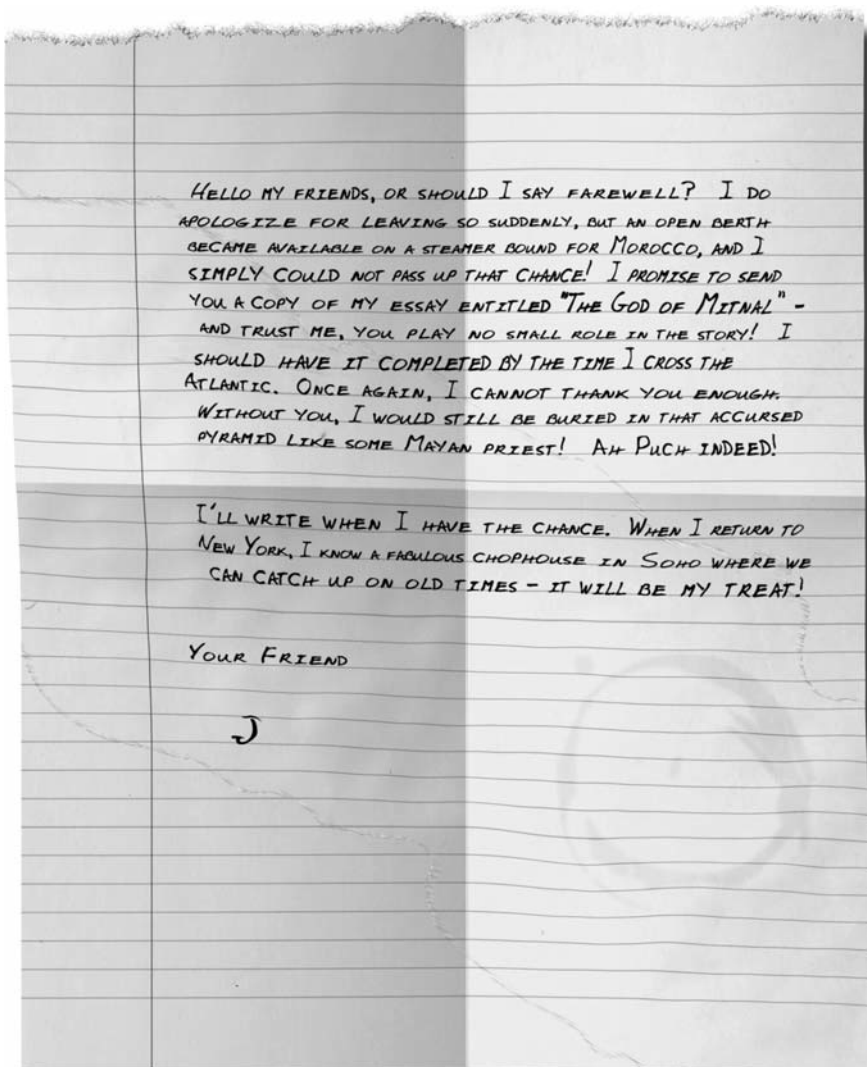 Hello my friends, or should I say farewell? I do
apologize for leaving so suddenly, but an open berth
became available on a steamer bound for Morocco, and I
simply could not pass up that chance! I promise to send
you a copy of my essay entitled "The God of Mitnal" -
and trust me, you play no small role in the story! I
should have it completed by the time I cross the
Atlantic. Once again, I cannot thank you enough.
Without you, I would still be buried in that accursed
pyramid like some Mayan priest! Ah Puch indeed!
I'll write when I have the chance. When I return to
New York, I know a fabulous chophouse in Soho where we
can catch up on old times - it will be my treat!
Your Friend
J